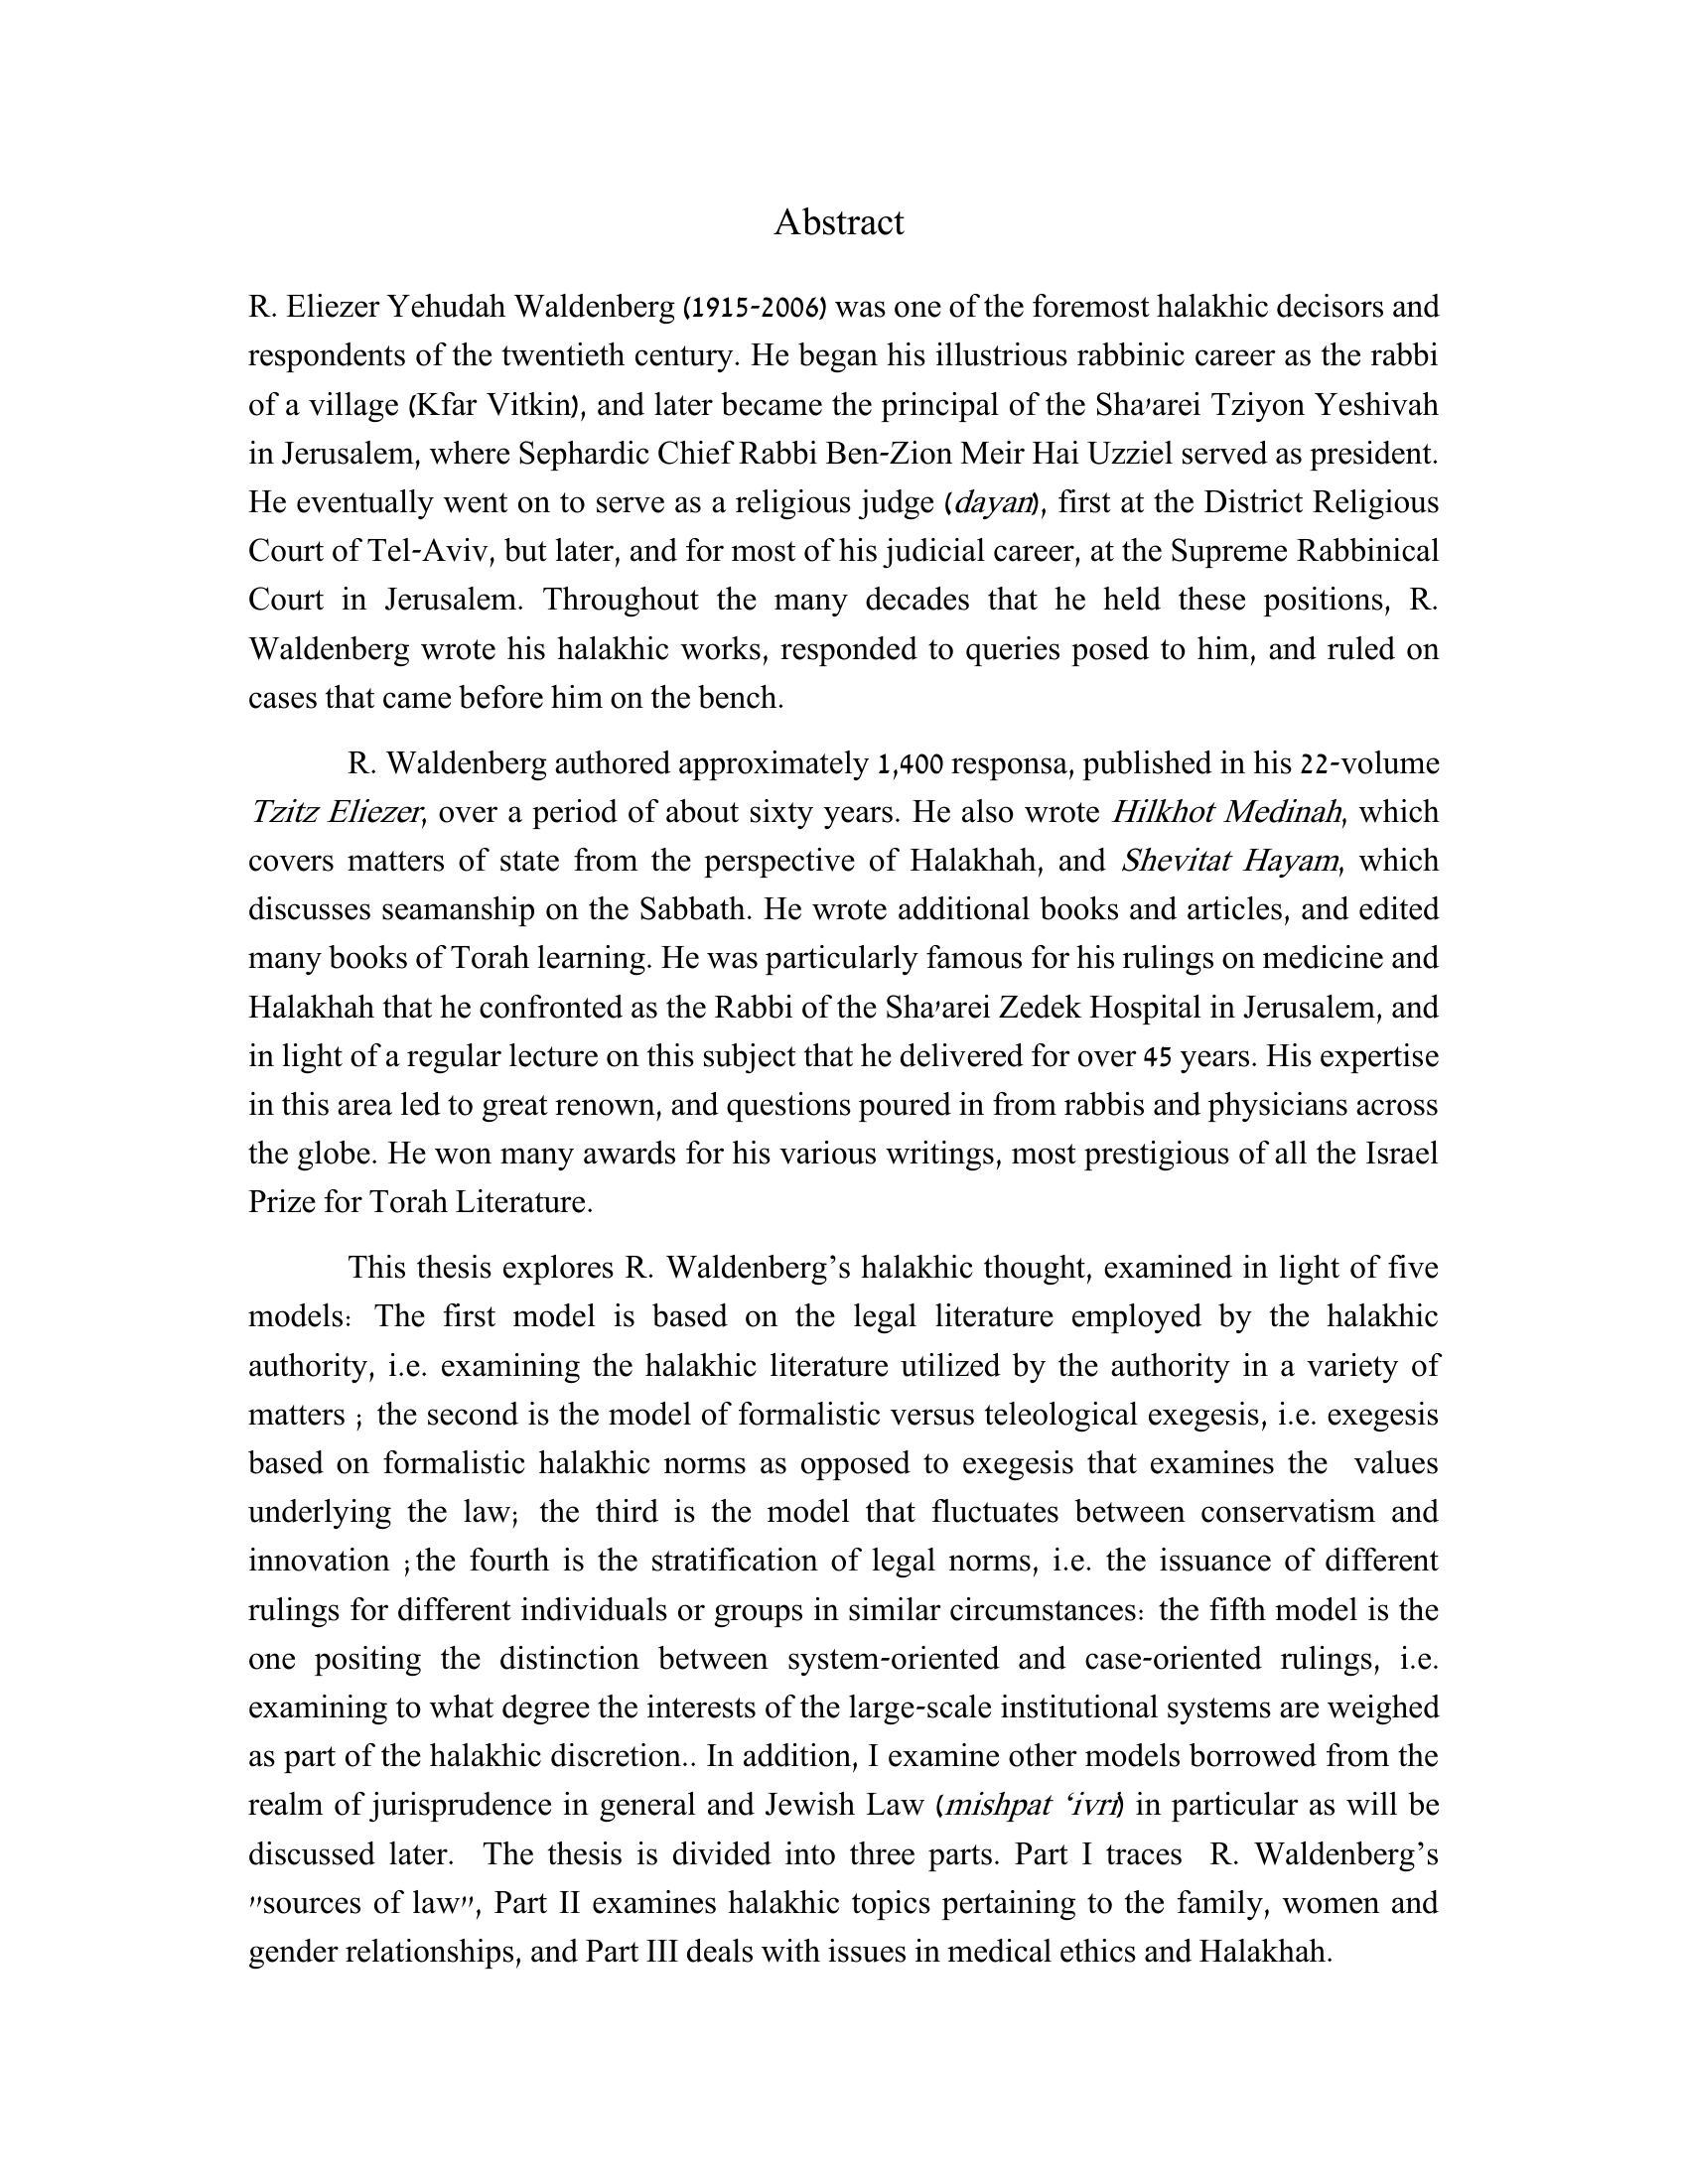 Abstract
R. Eliezer Yehudah Waldenberg (1915-2006) was one of the foremost halakhic decisors and
respondents of the twentieth century. He began his illustrious rabbinic career as the rabbi
of a village (Kfar Vitkin), and later became the principal of the Sha'arei Tziyon Yeshivah
in Jerusalem, where Sephardic Chief Rabbi Ben-Zion Meir Hai Uzziel served as president.
He eventually went on to serve as a religious judge (dayan), first at the District Religious
Court of Tel-Aviv, but later, and for most of his judicial career, at the Supreme Rabbinical
Court in Jerusalem. Throughout the many decades that he held these positions, R.
Waldenberg wrote his halakhic works, responded to queries posed to him, and ruled on
cases that came before him on the bench.
R. Waldenberg authored approximately 1,400 responsa, published in his 22-volume
Tzitz Eliezer, over a period of about sixty years. He also wrote Hilkhot Medinah, which
covers matters of state from the perspective of Halakhah, and Shevitat Hayam, which
discusses seamanship on the Sabbath. He wrote additional books and articles, and edited
many books of Torah learning. He was particularly famous for his rulings on medicine and
Halakhah that he confronted as the Rabbi of the Sha'arei Zedek Hospital in Jerusalem, and
in light of a regular lecture on this subject that he delivered for over 45 years. His expertise
in this area led to great renown, and questions poured in from rabbis and physicians across
the globe. He won many awards for his various writings, most prestigious of all the Israel
Prize for Torah Literature.
This thesis explores R. Waldenberg’s halakhic thought, examined in light of five
models: The first model is based on the legal literature employed by the halakhic
authority, i.e. examining the halakhic literature utilized by the authority in a variety of
matters ; the second is the model of formalistic versus teleological exegesis, i.e. exegesis
based on formalistic halakhic norms as opposed to exegesis that examines the  values
underlying the law; the third is the model that fluctuates between conservatism and
innovation ;the fourth is the stratification of legal norms, i.e. the issuance of different
rulings for different individuals or groups in similar circumstances: the fifth model is the
one positing the distinction between system-oriented and case-oriented rulings, i.e.
examining to what degree the interests of the large-scale institutional systems are weighed
as part of the halakhic discretion.. In addition, I examine other models borrowed from the
realm of jurisprudence in general and Jewish Law (mishpat ‘ivri) in particular as will be
discussed later.  The thesis is divided into three parts. Part I traces  R. Waldenberg’s
"sources of law", Part II examines halakhic topics pertaining to the family, women and
gender relationships, and Part III deals with issues in medical ethics and Halakhah.